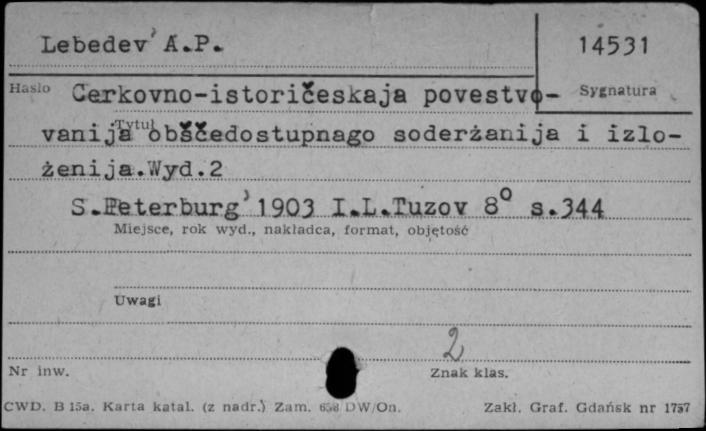 Lebedev' A.P.
14531
Hasło
Sygnatura
Cerkovno-istoričeskaja povestvo-
Tytuł
vanija obščedostupnago soderżanija i izlo-
żenija.Wyd.2
S.Peterburg' 1903 I.L.Tuzov 8° s.344
Miejsce, rok wyd., nakładca, format, objętość
Uwagi
2
Nr inw.
Znak klas.
CWD. B 15a. Karta katal. (z nadr.) Zam. 658 DW/On.
Zakł. Graf. Gdańsk nr 1757